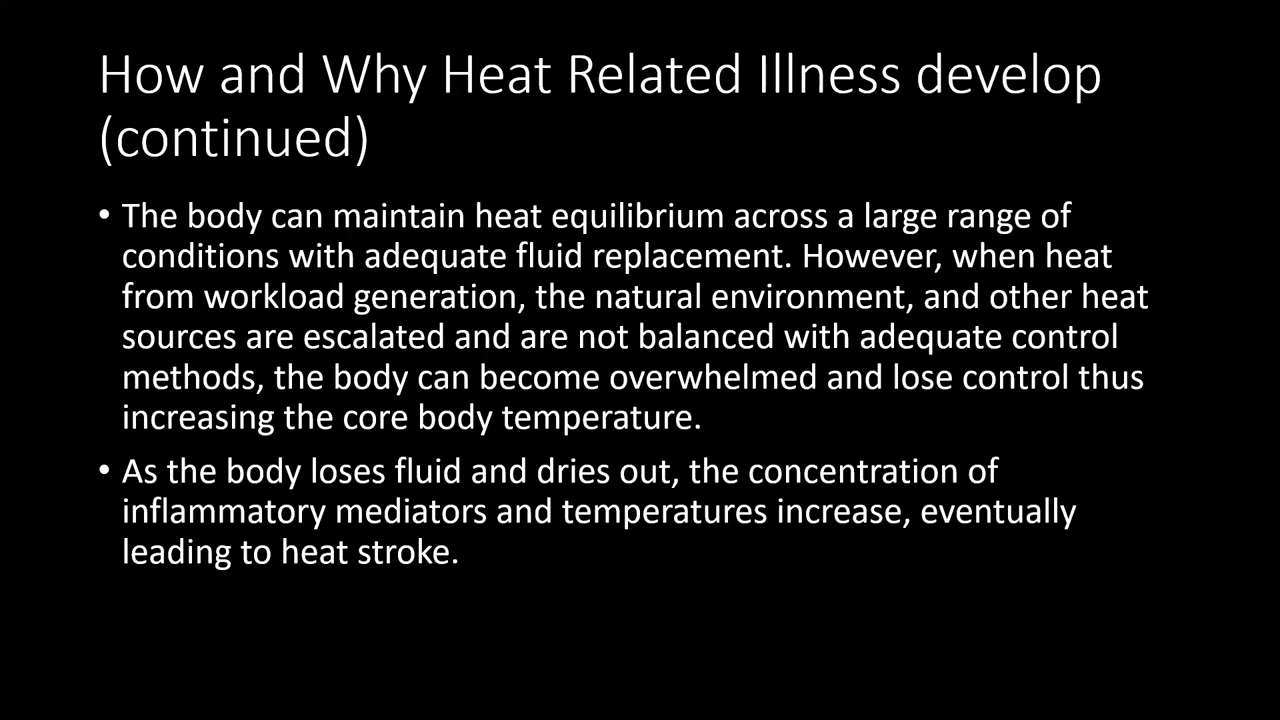 How and Why Heat Related Illness develop
(continued)
• The body can maintain heat equilibrium across a large range of
conditions with adequate fluid replacement. However, when heat
from workload generation, the natural environment, and other heat
sources are escalated and are not balanced with adequate control
methods, the body can become overwhelmed and lose control thus
increasing the core body temperature.
• As the body loses fluid and dries out, the concentration of
inflammatory mediators and temperatures increase, eventually
leading to heat stroke.